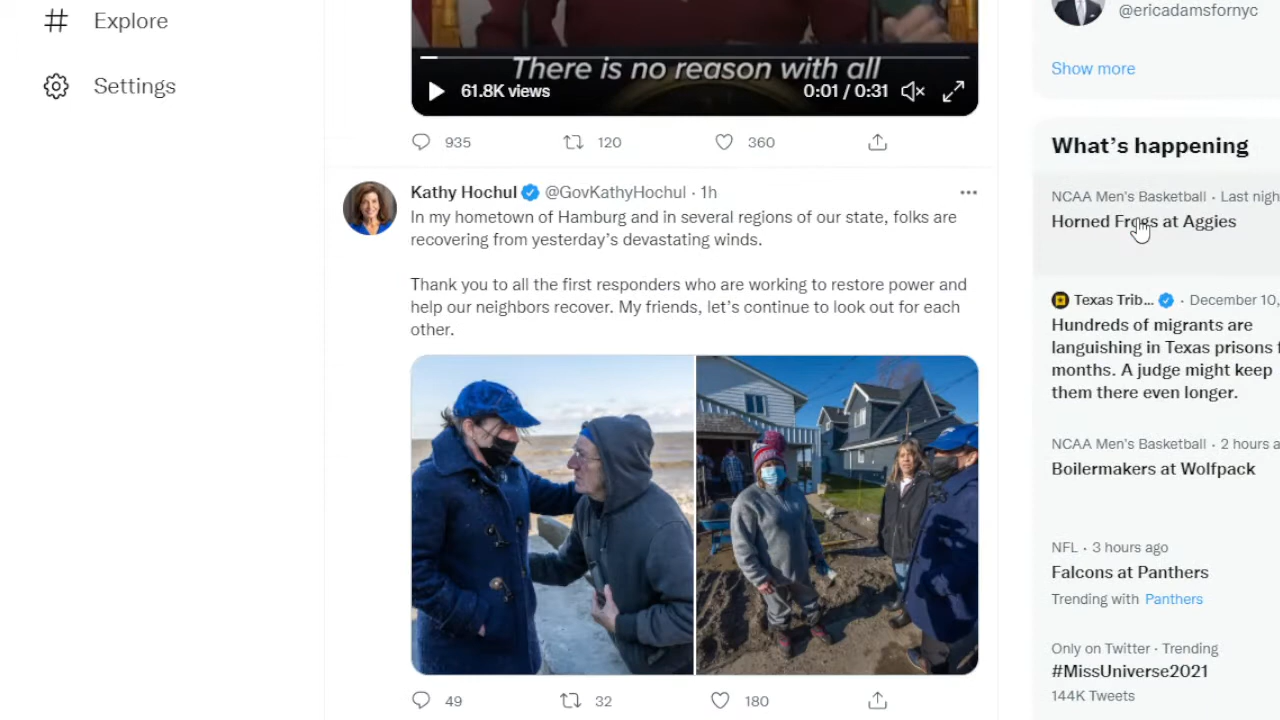 Explore
Settings
There is no reason with all
61.8K views
0:01 / 0:31
935
120
360
Kathy Hochul @GovKathyHochul · 1h
In my hometown of Hamburg and in several regions of our state, folks are
recovering from yesterday's devastating winds.
Thank you to all the first responders who are working to restore power and
help our neighbors recover. My friends, let's continue to look out for each
other.
49
32
180
@ericadamsfornyc
Show more
What's happening
NCAA Men's Basketball · Last nigh
Horned Frogs at Aggies
Texas Trib... · December 10,
Hundreds of migrants are
languishing in Texas prisons f
months. A judge might keep
them there even longer.
NCAA Men's Basketball · 2 hours a
Boilermakers at Wolfpack
NFL · 3 hours ago
Falcons at Panthers
Trending with Panthers
Only on Twitter · Trending
#MissUniverse2021
144K Tweets